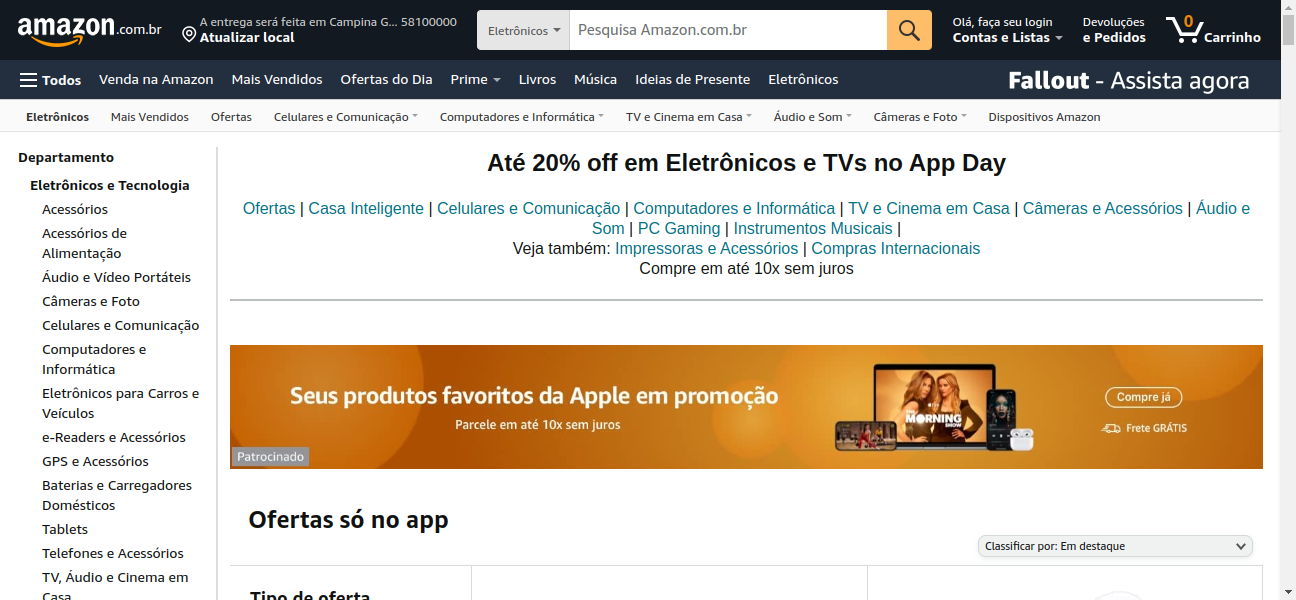 amazon.com.br
A entrega será feita em Campina G... 58100000
Atualizar local
Eletrônicos
Pesquisa Amazon.com.br
Olá, faça seu login
Contas e Listas
Devoluções
e Pedidos
0
Carrinho
Todos
Venda na Amazon
Mais Vendidos
Ofertas do Dia
Prime
Livros
Música
Ideias de Presente
Eletrônicos
Fallout - Assista agora
Eletrônicos
Mais Vendidos
Ofertas
Celulares e Comunicação
Computadores e Informática
TV e Cinema em Casa
Áudio e Som
Câmeras e Foto
Dispositivos Amazon
Departamento
Eletrônicos e Tecnologia
Acessórios
Acessórios de
Alimentação
Áudio e Vídeo Portáteis
Câmeras e Foto
Celulares e Comunicação
Computadores e
Informática
Eletrônicos para Carros e
Veículos
e-Readers e Acessórios
GPS e Acessórios
Baterias e Carregadores
Domésticos
Tablets
Telefones e Acessórios
TV, Áudio e Cinema em
Casa
Até 20% off em Eletrônicos e TVs no App Day
Ofertas | Casa Inteligente | Celulares e Comunicação | Computadores e Informática | TV e Cinema em Casa | Câmeras e Acessórios | Áudio e
Som | PC Gaming | Instrumentos Musicais |
Veja também: Impressoras e Acessórios | Compras Internacionais
Compre em até 10x sem juros
Seus produtos favoritos da Apple em promoção
Parcele em até 10x sem juros
THE
MORNING
SHOW
Compre já
Frete GRÁTIS
Patrocinado
Ofertas só no app
Classificar por: Em destaque
Tipo de oferta